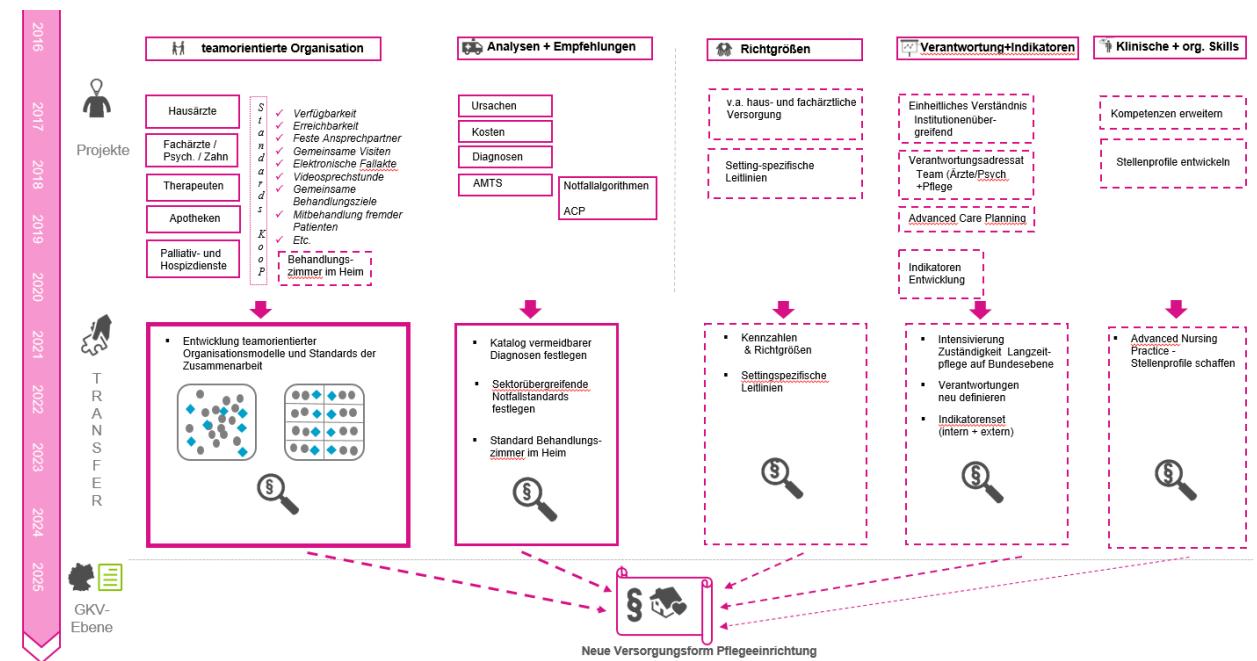 2016
2017
2018
2019
2020
2021
2022
2023
2024
2025
Projekte
TRANSFER
GKV-
Ebene
teamorientierte Organisation
Hausärzte
Fachärzte /
Psych. / Zahn
Therapeuten
Apotheken
Palliativ- und
Hospizdienste
Standards KooP
✓ Verfügbarkeit
✓ Erreichbarkeit
✓ Feste Ansprechpartner
✓ Gemeinsame Visiten
✓ Elektronische Fallakte
✓ Videosprechstunde
✓ Gemeinsame
Behandlungsziele
✓ Mitbehandlung fremder
Patienten
✓ Etc.
Behandlungs-
zimmer im Heim
▪ Entwicklung teamorientierter
Organisationsmodelle und Standards der
Zusammenarbeit
§
Analysen + Empfehlungen
Ursachen
Kosten
Diagnosen
AMTS
Notfallalgorithmen
ACP
▪ Katalog vermeidbarer
Diagnosen festlegen
▪ Sektorübergreifende
Notfallstandards
festlegen
▪ Standard Behandlungs-
zimmer im Heim
§
Richtgrößen
v.a. haus- und fachärztliche
Versorgung
Setting-spezifische
Leitlinien
▪ Kennzahlen
& Richtgrößen
▪ Settingspezifische
Leitlinien
§
Verantwortung+Indikatoren
Einheitliches Verständnis
Institutionenüber-
greifend
Verantwortungsadressat
Team (Ärzte/Psych
+Pflege
Advanced Care Planning
Indikatoren
Entwicklung
▪ Intensivierung
Zuständigkeit Langzeit-
pflege auf Bundesebene
▪ Verantwortungen
neu definieren
▪ Indikatorenset
(intern + extern)
§
Klinische + org. Skills
Kompetenzen erweitern
Stellenprofile entwickeln
▪ Advanced Nursing
Practice -
Stellenprofile schaffen
§
§
Neue Versorgungsform Pflegeeinrichtung